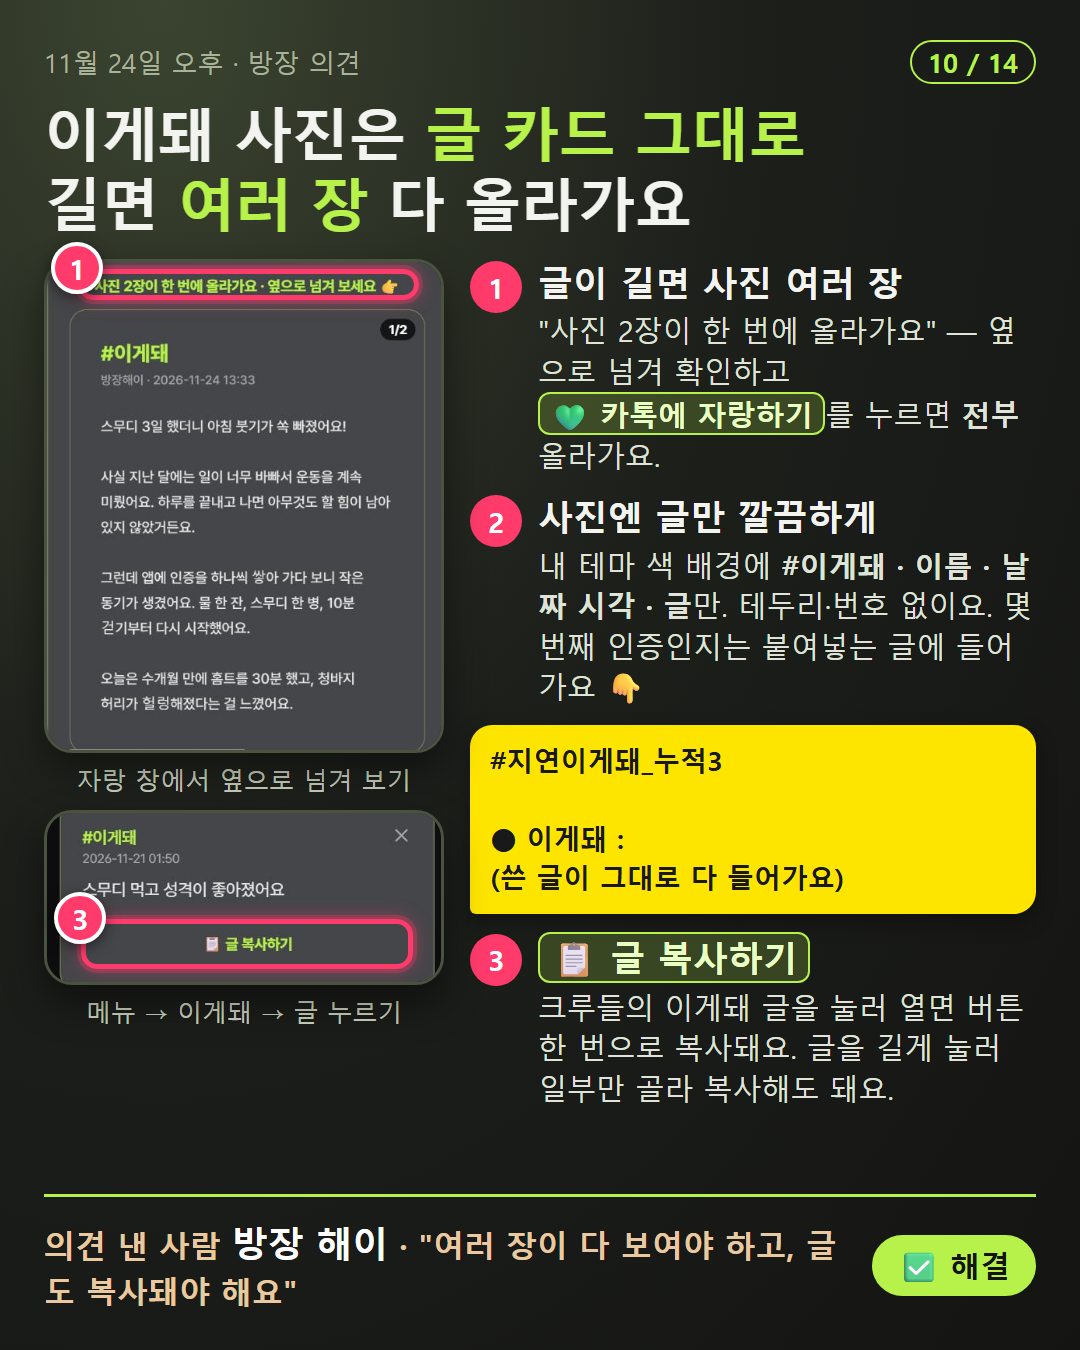 11월 24일 오후 · 방장 의견
10 / 14
이게돼 사진은 글 카드 그대로
길면 여러 장 다 올라가요
1
사진 2장이 한 번에 올라가요 · 옆으로 넘겨 보세요 👉
1/2
#이게돼
방장해이 · 2026-11-24 13:33
스무디 3일 했더니 아침 붓기가 쏙 빠졌어요!
사실 지난 달에는 일이 너무 바빠서 운동을 계속
미뤘어요. 하루를 끝내고 나면 아무것도 할 힘이 남아
있지 않았거든요.
그런데 앱에 인증을 하나씩 쌓아 가다 보니 작은
동기가 생겼어요. 물 한 잔, 스무디 한 병, 10분
걷기부터 다시 시작했어요.
오늘은 수개월 만에 홈트를 30분 했고, 청바지
허리가 헐렁해졌다는 걸 느꼈어요.
자랑 창에서 옆으로 넘겨 보기
#이게돼
2026-11-21 01:50
스무디 먹고 성격이 좋아졌어요
3
📋 글 복사하기
메뉴 → 이게돼 → 글 누르기
1
글이 길면 사진 여러 장
"사진 2장이 한 번에 올라가요" — 옆
으로 넘겨 확인하고
💚 카톡에 자랑하기를 누르면 전부
올라가요.
2
사진엔 글만 깔끔하게
내 테마 색 배경에 #이게돼 · 이름 · 날
짜 시각 · 글만. 테두리·번호 없이요. 몇
번째 인증인지는 붙여넣는 글에 들어
가요 👇
#지연이게돼_누적3
● 이게돼 :
(쓴 글이 그대로 다 들어가요)
3
📋 글 복사하기
크루들의 이게돼 글을 눌러 열면 버튼
한 번으로 복사돼요. 글을 길게 눌러
일부만 골라 복사해도 돼요.
의견 낸 사람 방장 해이 · "여러 장이 다 보여야 하고, 글
도 복사돼야 해요"
✅ 해결